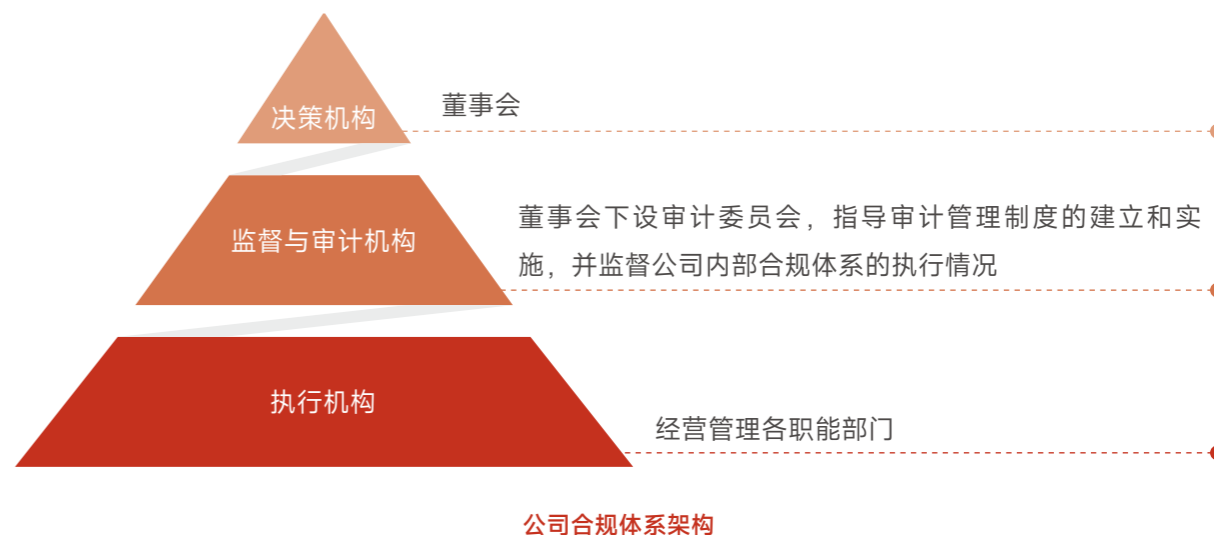 决策机构
董事会
监督与审计机构
董事会下设审计委员会，指导审计管理制度的建立和实
施，并监督公司内部合规体系的执行情况
执行机构
经营管理各职能部门
公司合规体系架构